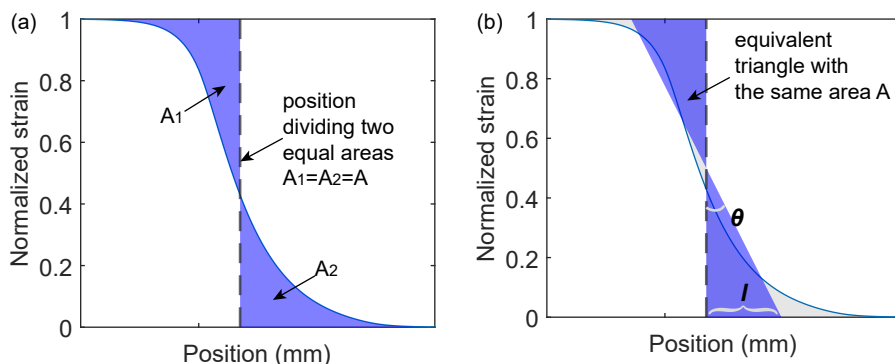 (a)
Normalized strain
1
0.8
0.6
0.4
0.2
0
A1
position
dividing two
equal areas
A1=A2=A
A2
Position (mm)
(b)
Normalized strain
1
0.8
0.6
0.4
0.2
0
equivalent
triangle with
the same area A
θ
l
Position (mm)